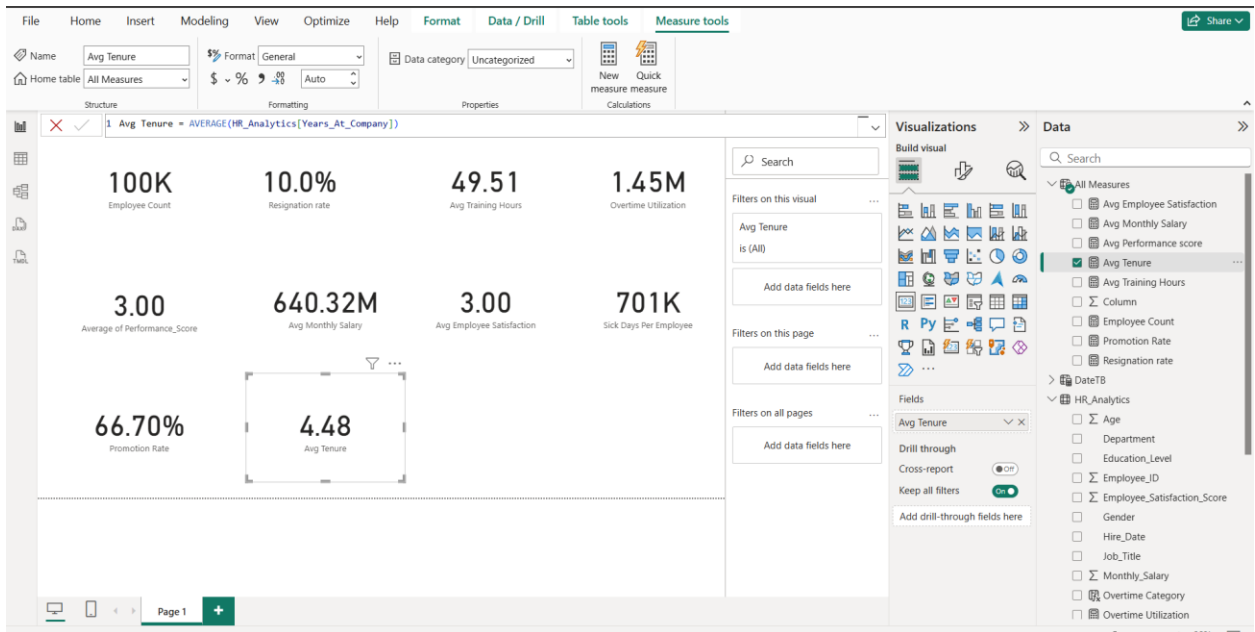 File Home Insert Modeling View Optimize Help Format Data / Drill Table tools Measure tools Share
Name Avg Tenure
Home table All Measures
Structure
$% Format General
$ % 9 .00 Auto
Formatting
Data category Uncategorized
Properties
New measure
Quick measure
Calculations
1 Avg Tenure = AVERAGE(HR_Analytics[Years_At_Company])
100K
Employee Count
10.0%
Resignation rate
49.51
Avg Training Hours
1.45M
Overtime Utilization
3.00
Average of Performance_Score
640.32M
Avg Monthly Salary
3.00
Avg Employee Satisfaction
701K
Sick Days Per Employee
66.70%
Promotion Rate
4.48
Avg Tenure
Search
Filters on this visual ...
Avg Tenure
is (All)
Add data fields here
Filters on this page ...
Add data fields here
Filters on all pages ...
Add data fields here
Visualizations
Build visual
123
R Py
...
Fields
Avg Tenure
Drill through
Cross-report Off
Keep all filters On
Add drill-through fields here
Data
Search
All Measures
Avg Employee Satisfaction
Avg Monthly Salary
Avg Performance score
Avg Tenure ...
Avg Training Hours
Column
Employee Count
Promotion Rate
Resignation rate
DateTB
HR_Analytics
Age
Department
Education_Level
Employee_ID
Employee_Satisfaction_Score
Gender
Hire_Date
Job_Title
Monthly_Salary
Overtime Category
Overtime Utilization
Page 1 +